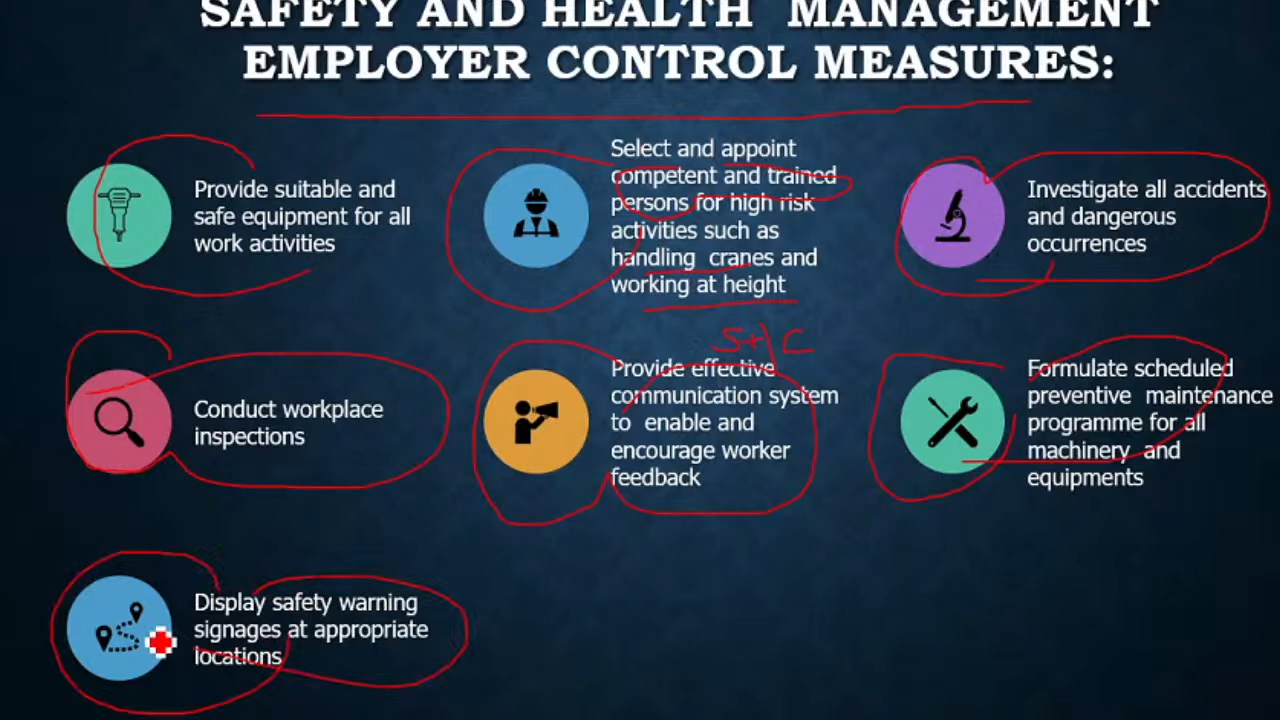 SAFETY AND HEALTH MANAGEMENT
EMPLOYER CONTROL MEASURES:
Provide suitable and
safe equipment for all
work activities
Select and appoint
competent and trained
persons for high risk
activities such as
handling cranes and
working at height
Investigate all accidents
and dangerous
occurrences
Conduct workplace
inspections
Provide effective
communication system
to enable and
encourage worker
feedback
Formulate scheduled
preventive maintenance
programme for all
machinery and
equipments
Display safety warning
signages at appropriate
locations